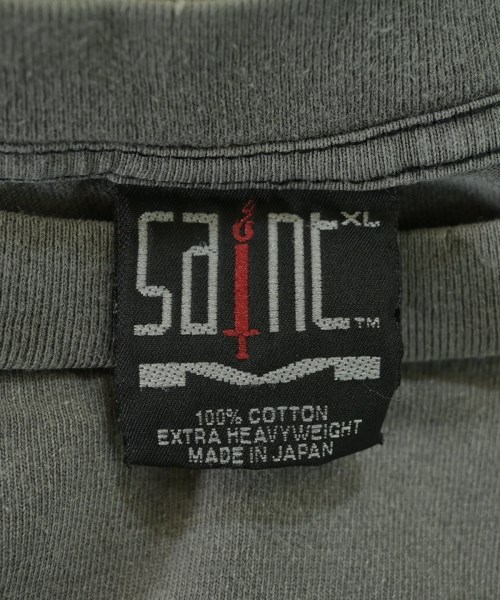 saint XL
TM
100% COTTON
EXTRA HEAVYWEIGHT
MADE IN JAPAN